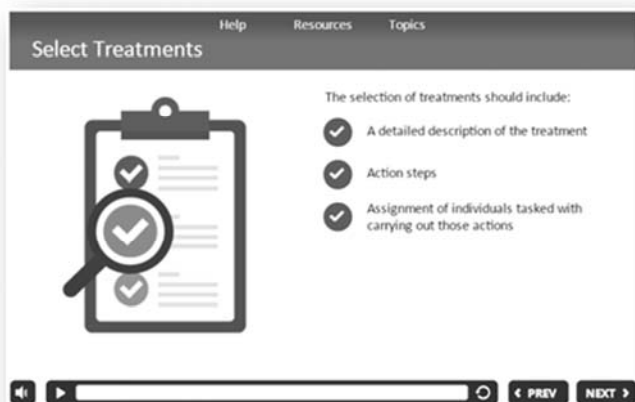 Help Resources Topics
Select Treatments
The selection of treatments should include:
A detailed description of the treatment
Action steps
Assignment of individuals tasked with
carrying out those actions
PREV NEXT